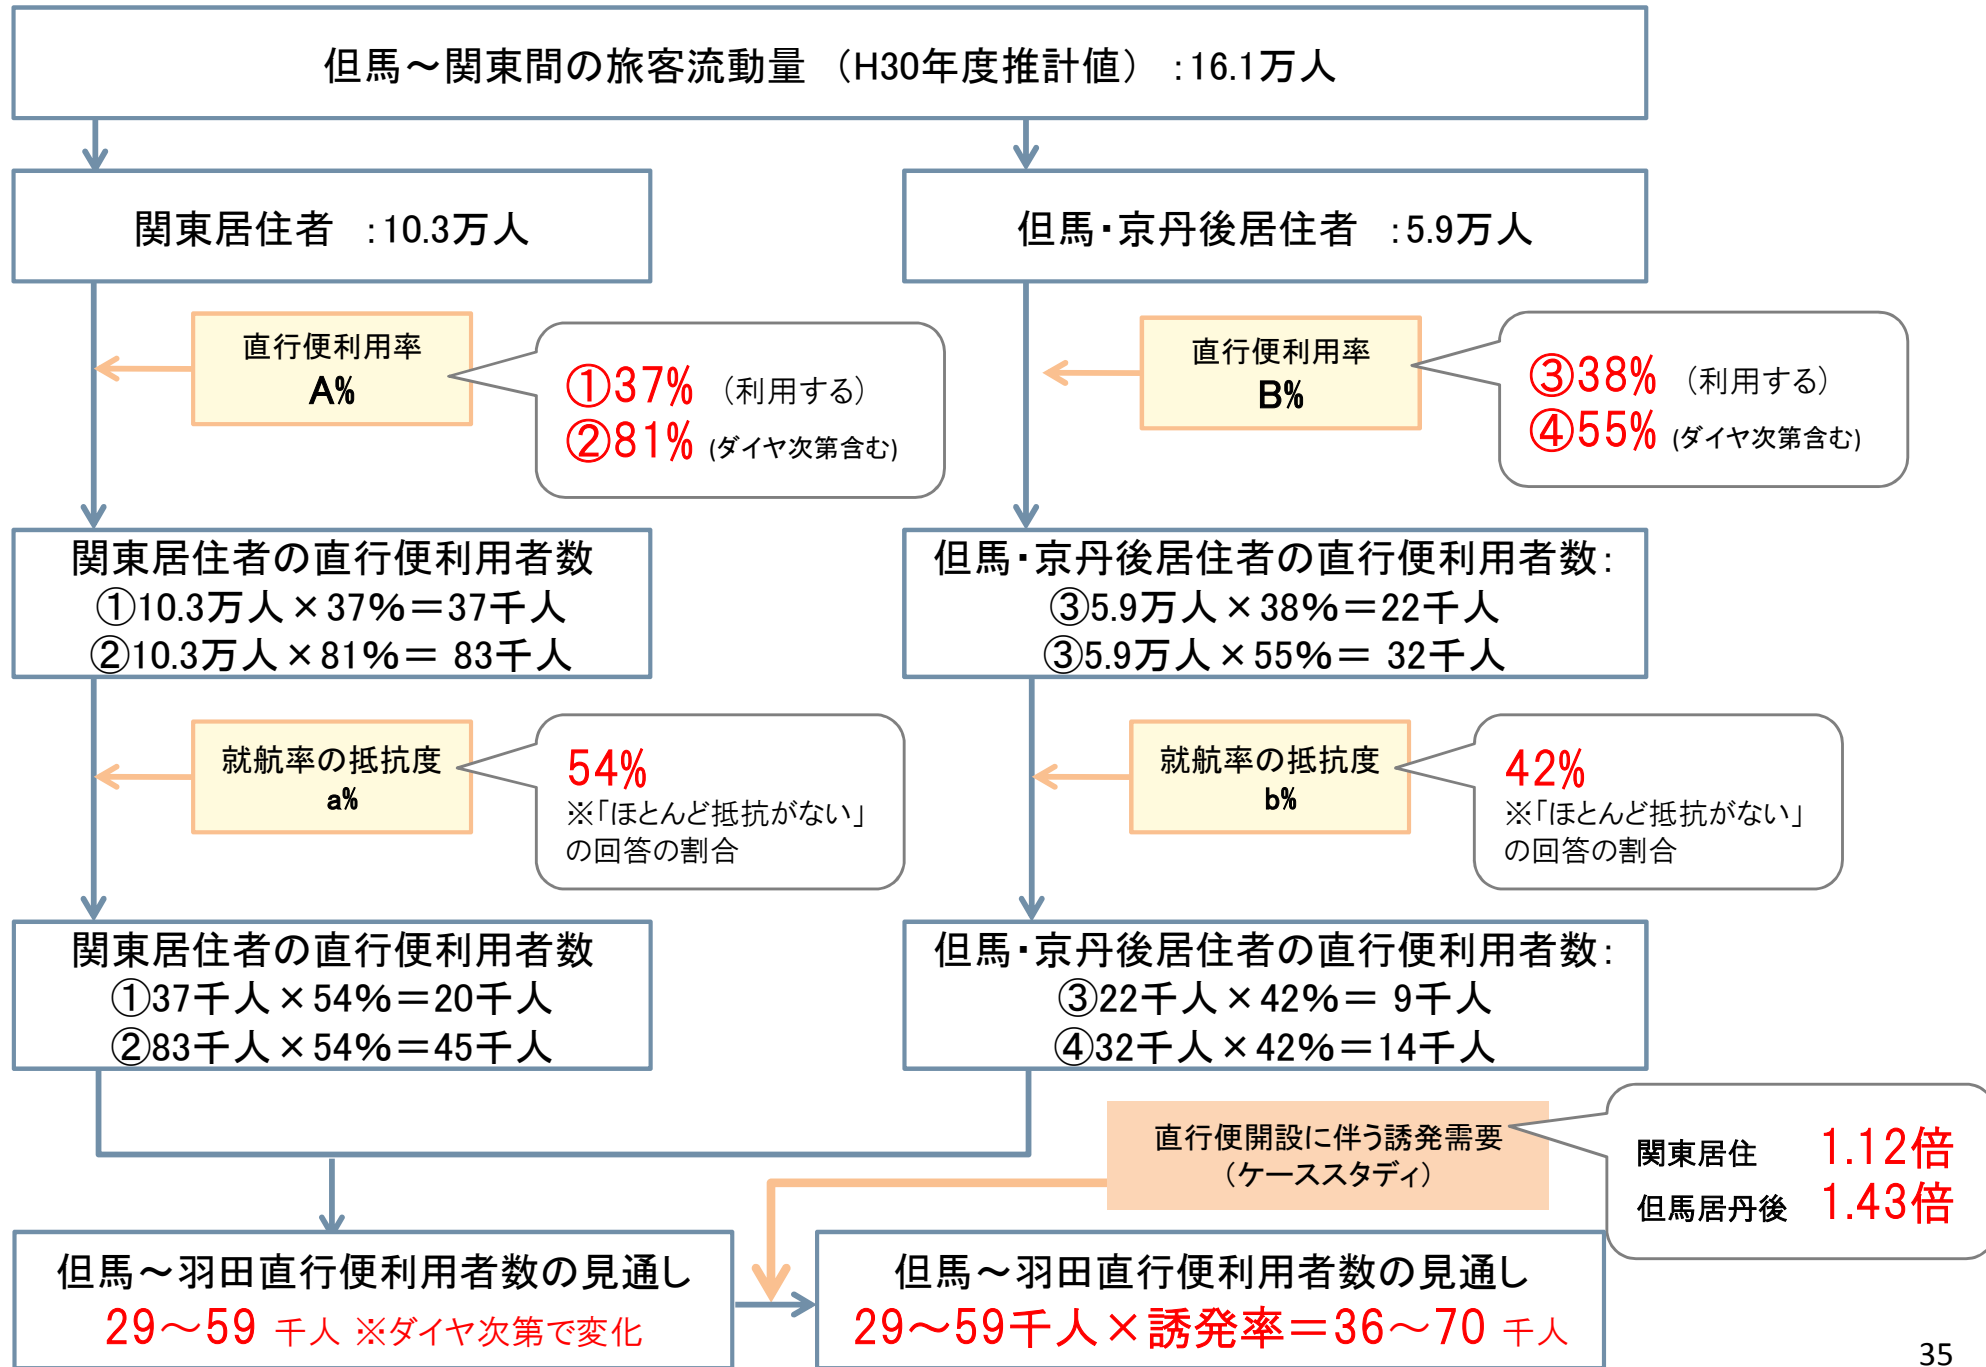 但馬～関東間の旅客流動量 （H30年度推計値） ：16.1万人
関東居住者 ：10.3万人
但馬・京丹後居住者 ：5.9万人
直行便利用率
A%
①37% （利用する）
②81% (ダイヤ次第含む)
直行便利用率
B%
③38% （利用する）
④55% (ダイヤ次第含む)
関東居住者の直行便利用者数
①10.3万人×37%＝37千人
②10.3万人×81%＝ 83千人
但馬・京丹後居住者の直行便利用者数：
③5.9万人×38%＝22千人
③5.9万人×55%＝ 32千人
就航率の抵抗度
a%
54%
※「ほとんど抵抗がない」
の回答の割合
就航率の抵抗度
b%
42%
※「ほとんど抵抗がない」
の回答の割合
関東居住者の直行便利用者数
①37千人×54%＝20千人
②83千人×54%＝45千人
但馬・京丹後居住者の直行便利用者数：
③22千人×42%＝ 9千人
④32千人×42%＝14千人
直行便開設に伴う誘発需要
（ケーススタディ）
関東居住 1.12倍
但馬居丹後 1.43倍
但馬～羽田直行便利用者数の見通し
29～59 千人 ※ダイヤ次第で変化
但馬～羽田直行便利用者数の見通し
29～59千人×誘発率＝36～70 千人
35